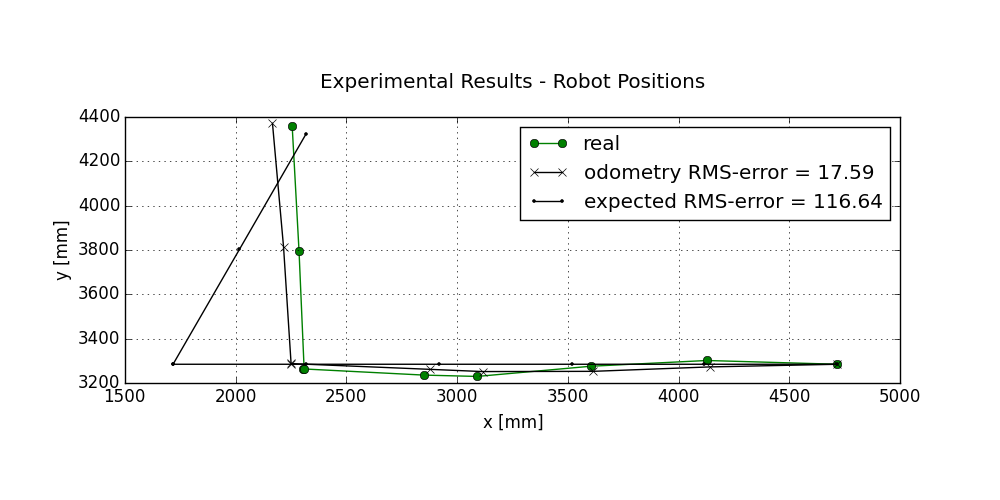 Experimental Results - Robot Positions
real
odometry RMS-error = 17.59
expected RMS-error = 116.64
y [mm]
4400
4200
4000
3800
3600
3400
3200
1500 2000 2500 3000 3500 4000 4500 5000
x [mm]